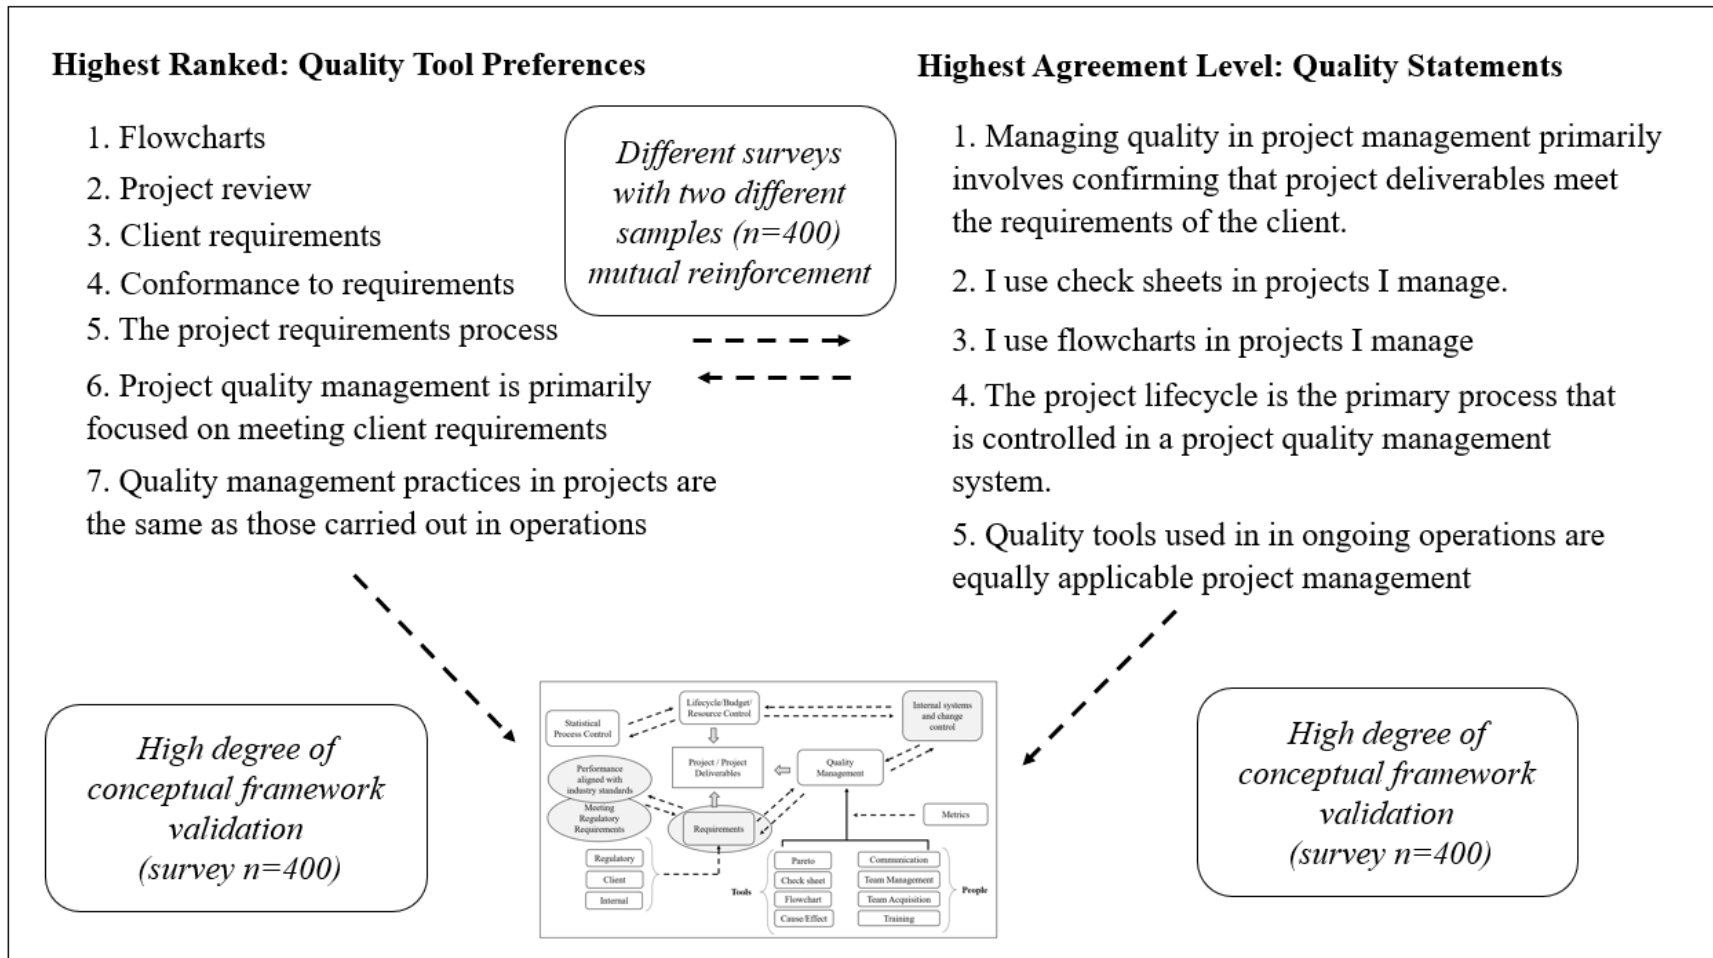 Highest Ranked: Quality Tool Preferences
1. Flowcharts
2. Project review
3. Client requirements
4. Conformance to requirements
5. The project requirements process
6. Project quality management is primarily
focused on meeting client requirements
7. Quality management practices in projects are
the same as those carried out in operations
Different surveys
with two different
samples (n=400)
mutual reinforcement
Highest Agreement Level: Quality Statements
1. Managing quality in project management primarily
involves confirming that project deliverables meet
the requirements of the client.
2. I use check sheets in projects I manage.
3. I use flowcharts in projects I manage
4. The project lifecycle is the primary process that
is controlled in a project quality management
system.
5. Quality tools used in in ongoing operations are
equally applicable project management
High degree of
conceptual framework
validation
(survey n=400)
Statistical
Process Control
Lifecycle/Budget/
Resource Control
Internal systems
and change
control
Performance
aligned with
industry standards
Project / Project
Deliverables
Quality
Management
Meeting
Regulatory
Requirements
Requirements
Metrics
Regulatory
Client
Internal
Tools
Pareto
Check sheet
Flowchart
Cause/Effect
Communication
Team Management
Team Acquisition
Training
People
High degree of
conceptual framework
validation
(survey n=400)